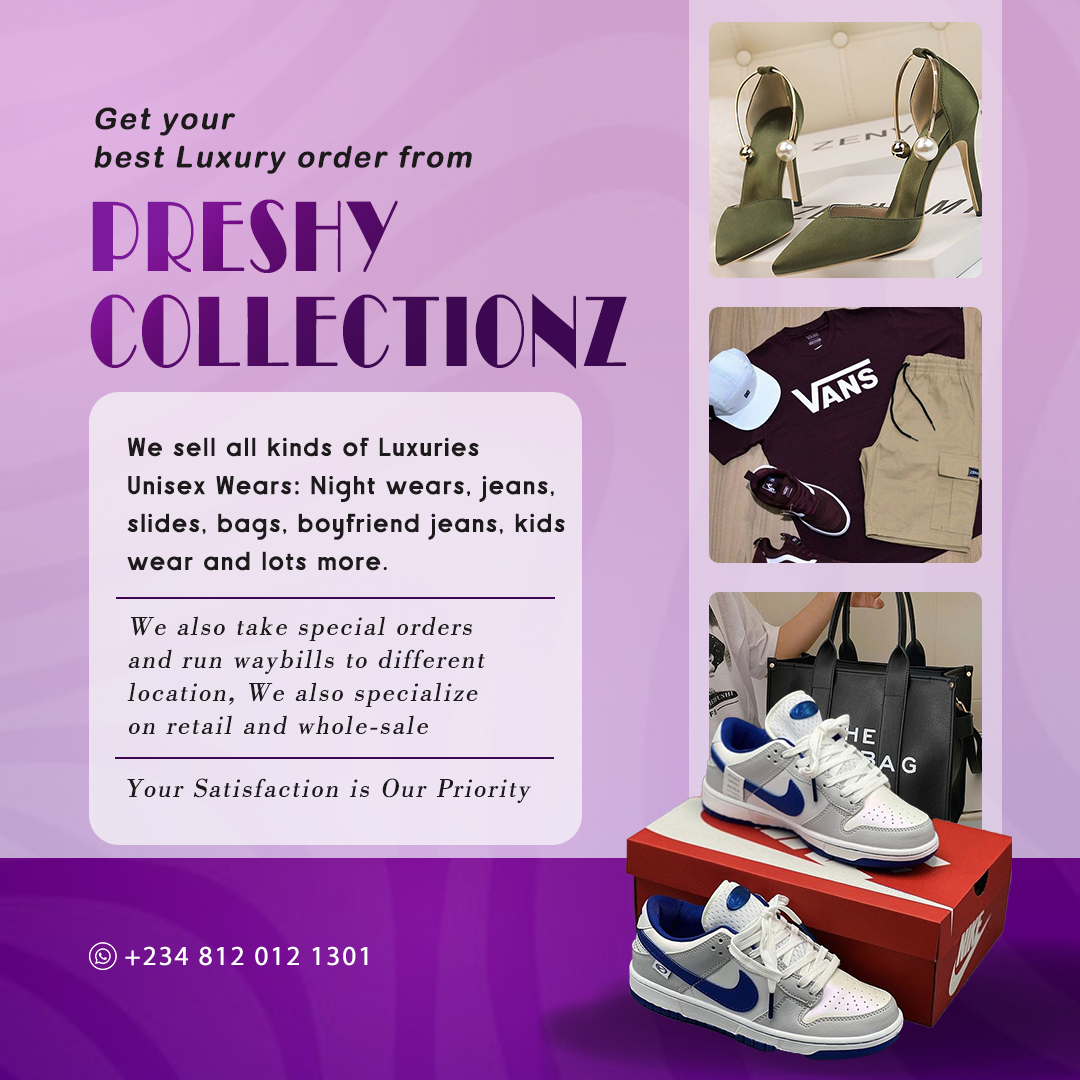 Get your
best Luxury order from
PRESHY
COLLECTIONZ
We sell all kinds of Luxuries
Unisex Wears: Night wears, jeans,
slides, bags, boyfriend jeans, kids
wear and lots more.
We also take special orders
and run waybills to different
location, We also specialize
on retail and whole-sale
Your Satisfaction is Our Priority
+234 812 012 1301
VANS
HE
BAG
NIKE